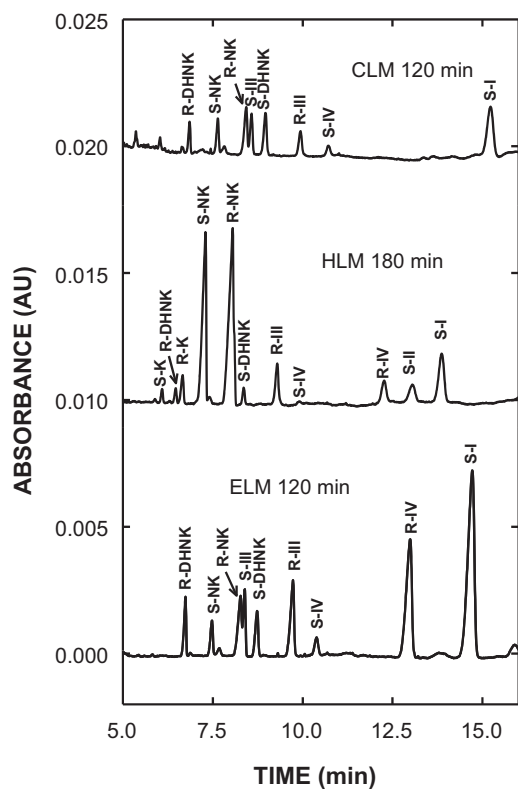 0.025
0.020
0.015
0.010
0.005
0.000
ABSORBANCE (AU)
CLM 120 min
R-DHNK
S-NK
R-NK
S-III
S-DHNK
R-III
S-IV
S-I
HLM 180 min
S-K
R-DHNK
R-K
S-NK
R-NK
S-DHNK
R-III
S-IV
R-IV
S-II
S-I
ELM 120 min
R-DHNK
S-NK
R-NK
S-III
S-DHNK
R-III
S-IV
R-IV
S-I
5.0 7.5 10.0 12.5 15.0
TIME (min)